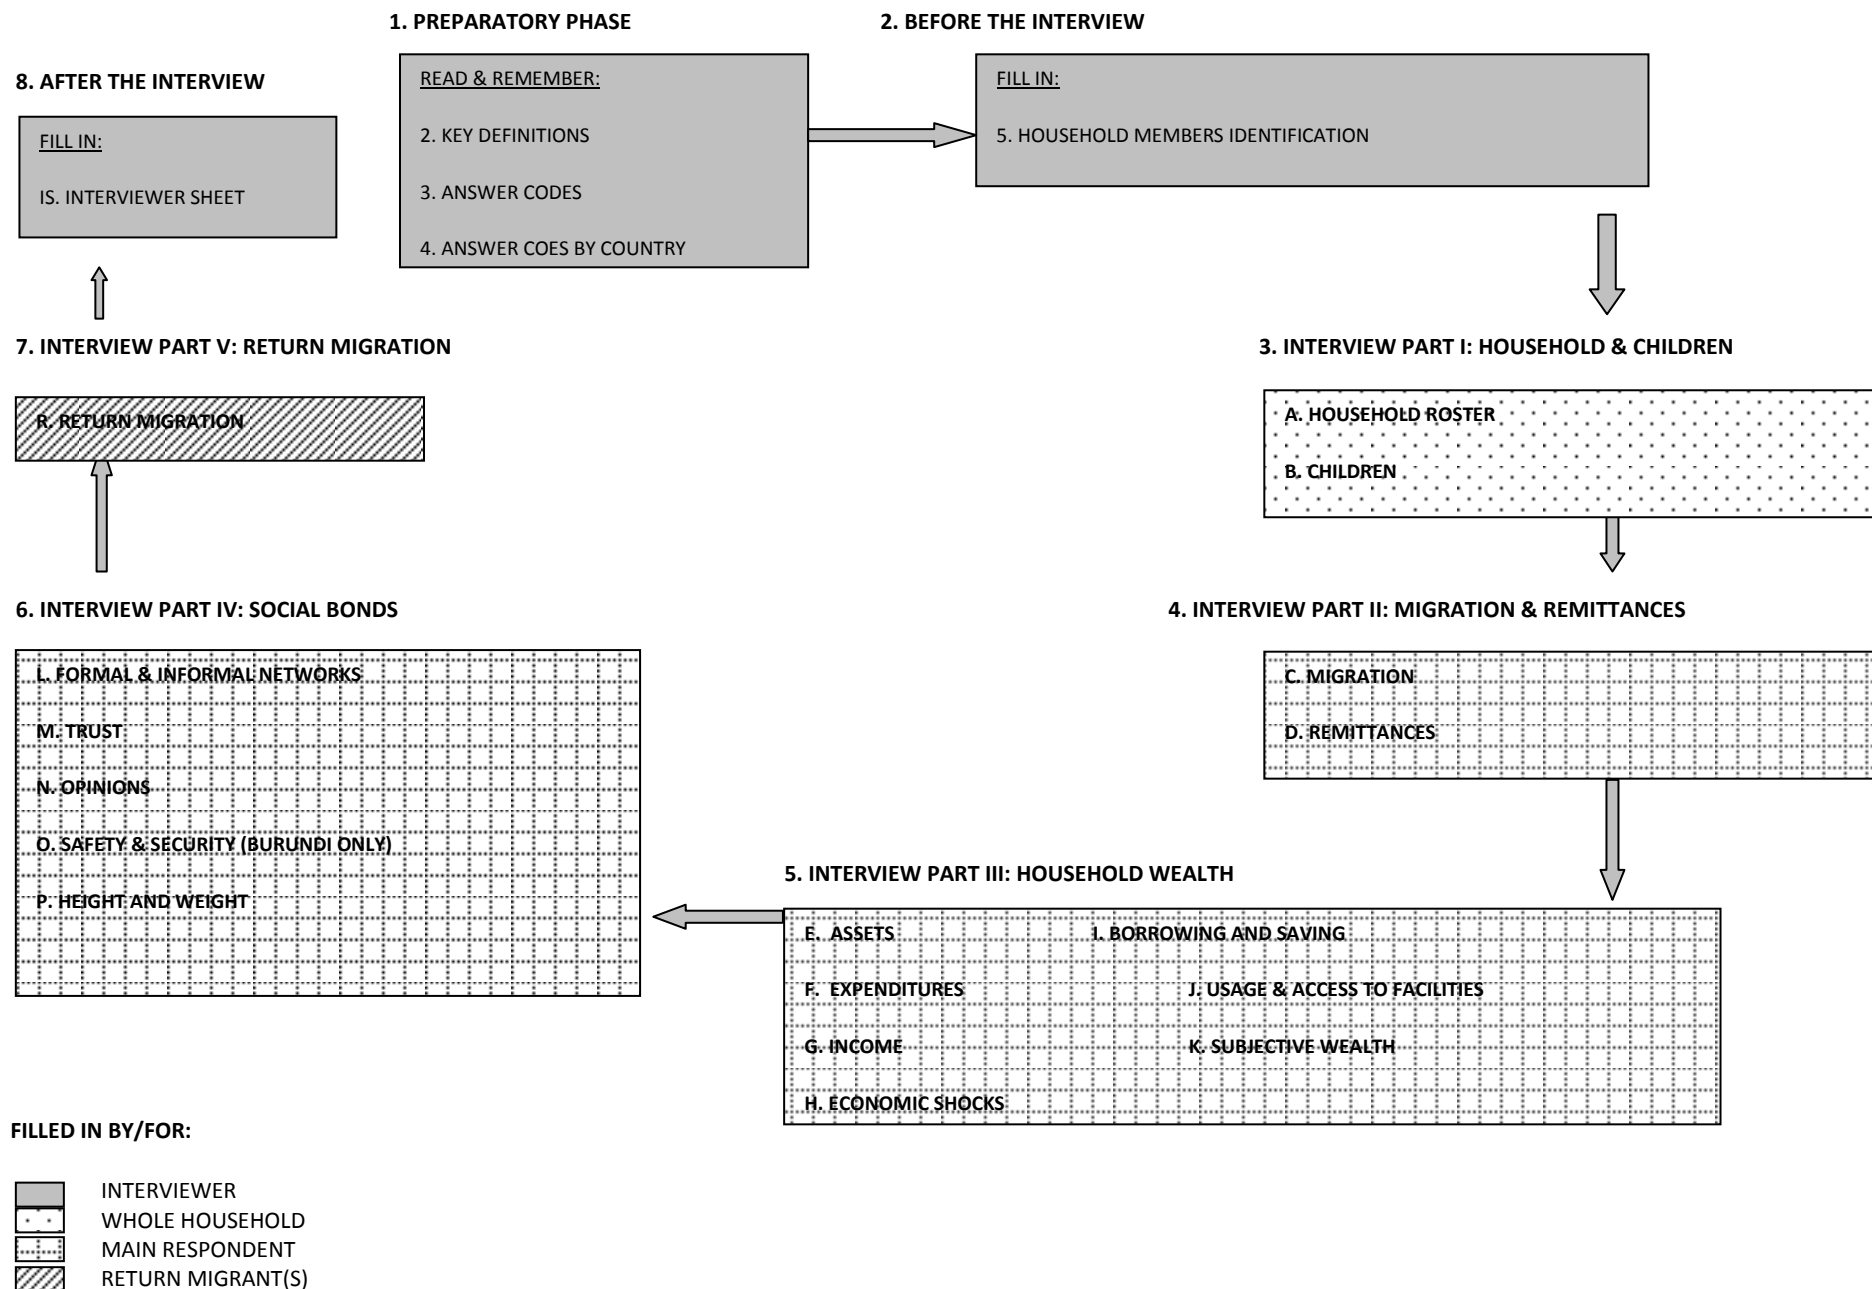 1. PREPARATORY PHASE
READ & REMEMBER:
2. KEY DEFINITIONS
3. ANSWER CODES
4. ANSWER COES BY COUNTRY
2. BEFORE THE INTERVIEW
FILL IN:
5. HOUSEHOLD MEMBERS IDENTIFICATION
3. INTERVIEW PART I: HOUSEHOLD & CHILDREN
A. HOUSEHOLD ROSTER
B. CHILDREN
4. INTERVIEW PART II: MIGRATION & REMITTANCES
C. MIGRATION
D. REMITTANCES
5. INTERVIEW PART III: HOUSEHOLD WEALTH
E. ASSETS
F. EXPENDITURES
G. INCOME
H. ECONOMIC SHOCKS
I. BORROWING AND SAVING
J. USAGE & ACCESS TO FACILITIES
K. SUBJECTIVE WEALTH
6. INTERVIEW PART IV: SOCIAL BONDS
L. FORMAL & INFORMAL NETWORKS
M. TRUST
N. OPINIONS
O. SAFETY & SECURITY (BURUNDI ONLY)
P. HEIGHT AND WEIGHT
7. INTERVIEW PART V: RETURN MIGRATION
R. RETURN MIGRATION
8. AFTER THE INTERVIEW
FILL IN:
IS. INTERVIEWER SHEET
FILLED IN BY/FOR:
INTERVIEWER
WHOLE HOUSEHOLD
MAIN RESPONDENT
RETURN MIGRANT(S)